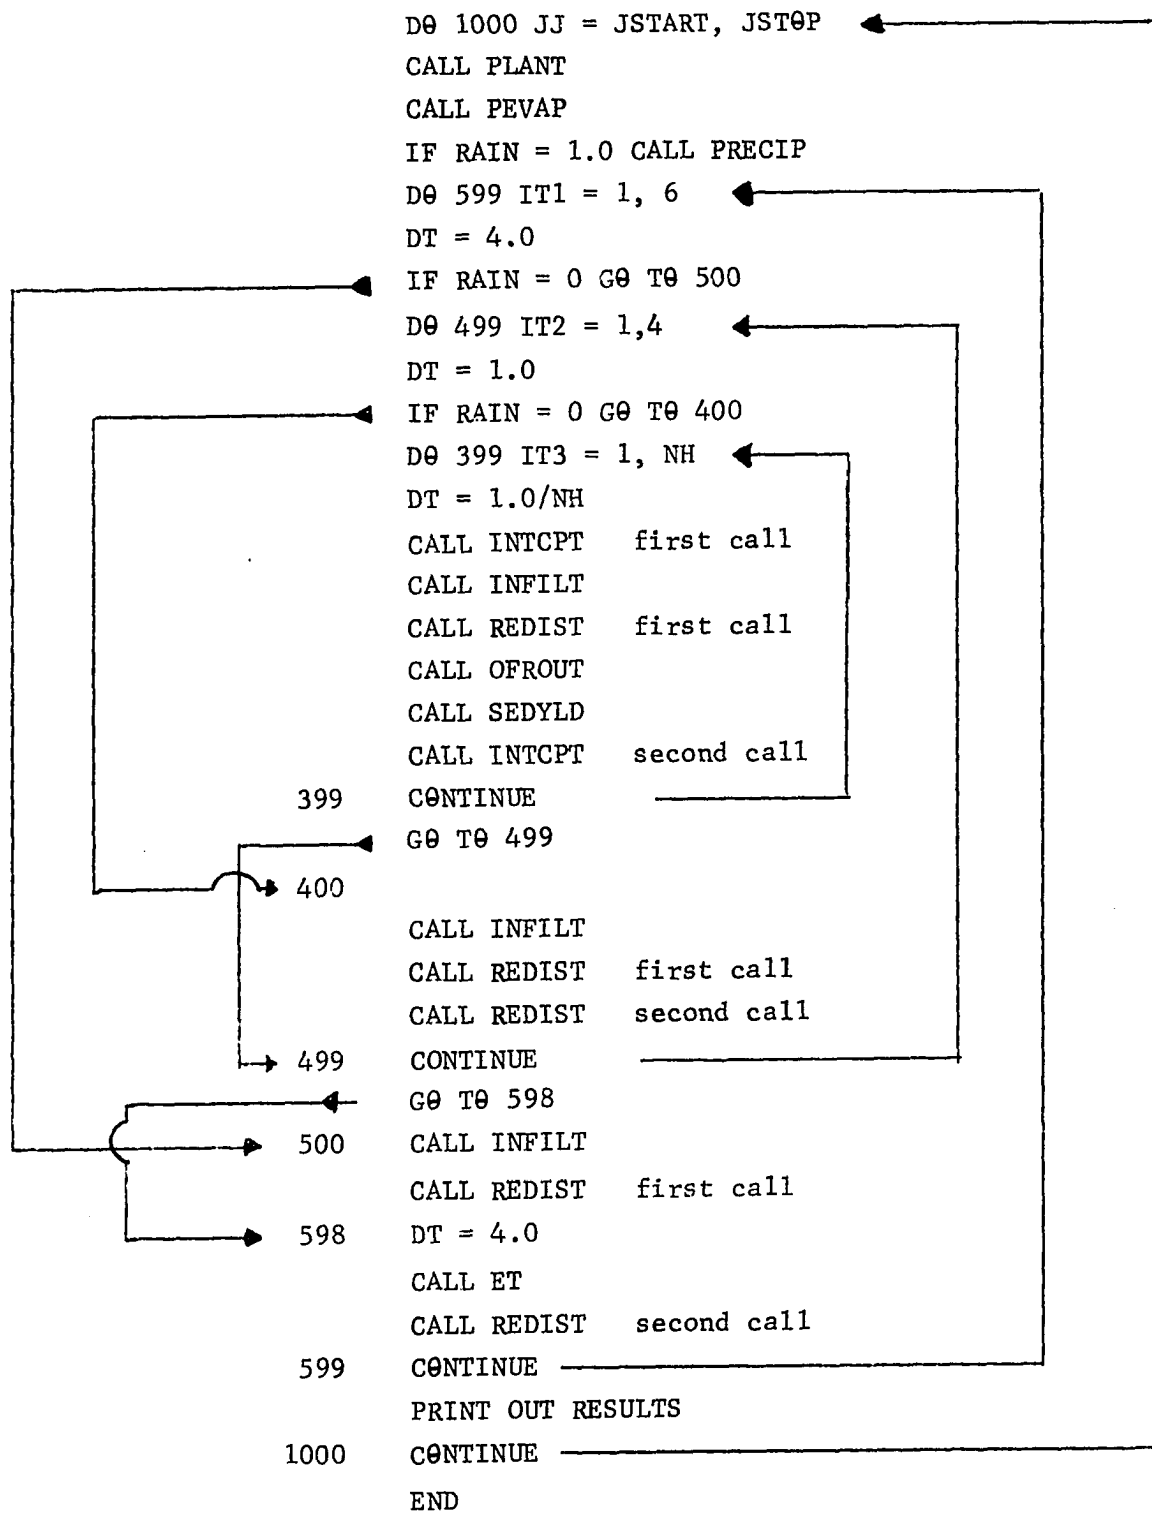 DΘ 1000 JJ = JSTART, JSTΘP
CALL PLANT
CALL PEVAP
IF RAIN = 1.0 CALL PRECIP
DΘ 599 IT1 = 1, 6
DT = 4.0
IF RAIN = 0 GΘ TΘ 500
DΘ 499 IT2 = 1,4
DT = 1.0
IF RAIN = 0 GΘ TΘ 400
DΘ 399 IT3 = 1, NH
DT = 1.0/NH
CALL INTCPT first call
CALL INFILT
CALL REDIST first call
CALL OFROUT
CALL SEDYLD
CALL INTCPT second call
399 CΘNTINUE
GΘ TΘ 499
400
CALL INFILT
CALL REDIST first call
CALL REDIST second call
499 CONTINUE
GΘ TΘ 598
500 CALL INFILT
CALL REDIST first call
598 DT = 4.0
CALL ET
CALL REDIST second call
599 CΘNTINUE
PRINT OUT RESULTS
1000 CΘNTINUE
END